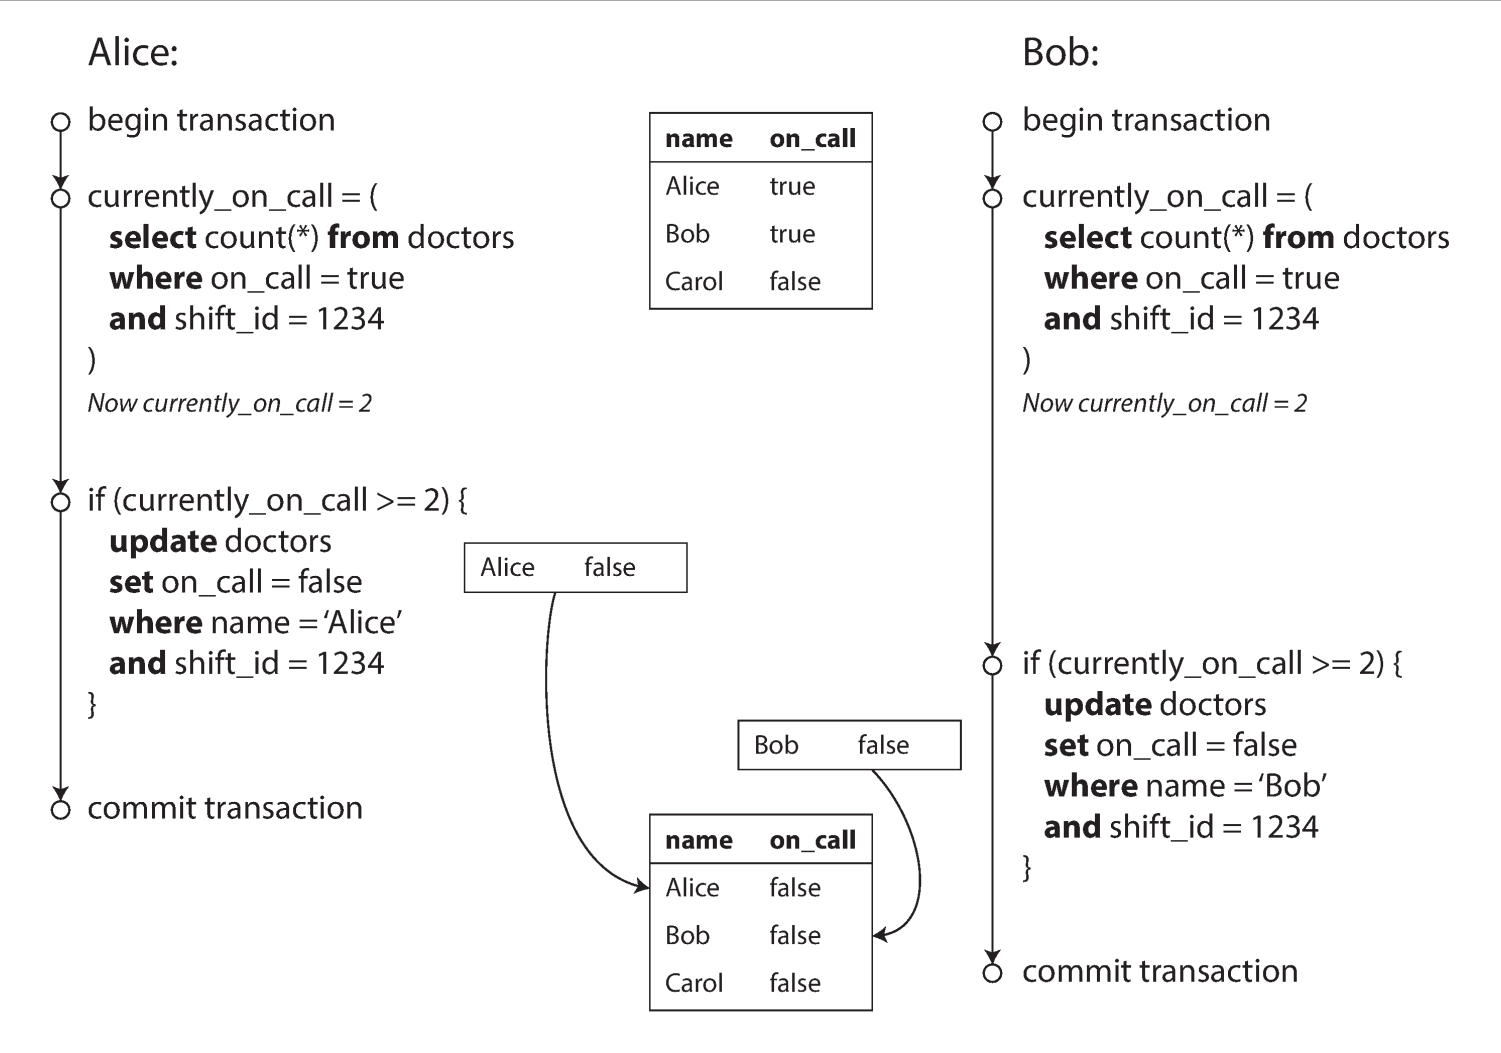 Alice:
begin transaction
currently_on_call = (
select count(*) from doctors
where on_call = true
and shift_id = 1234
)
Now currently_on_call = 2
if (currently_on_call >= 2) {
update doctors
set on_call = false
where name = ‘Alice’
and shift_id = 1234
}
commit transaction
name on_call
Alice true
Bob true
Carol false
Alice false
Bob false
name on_call
Alice false
Bob false
Carol false
Bob:
begin transaction
currently_on_call = (
select count(*) from doctors
where on_call = true
and shift_id = 1234
)
Now currently_on_call = 2
if (currently_on_call >= 2) {
update doctors
set on_call = false
where name = ‘Bob’
and shift_id = 1234
}
commit transaction